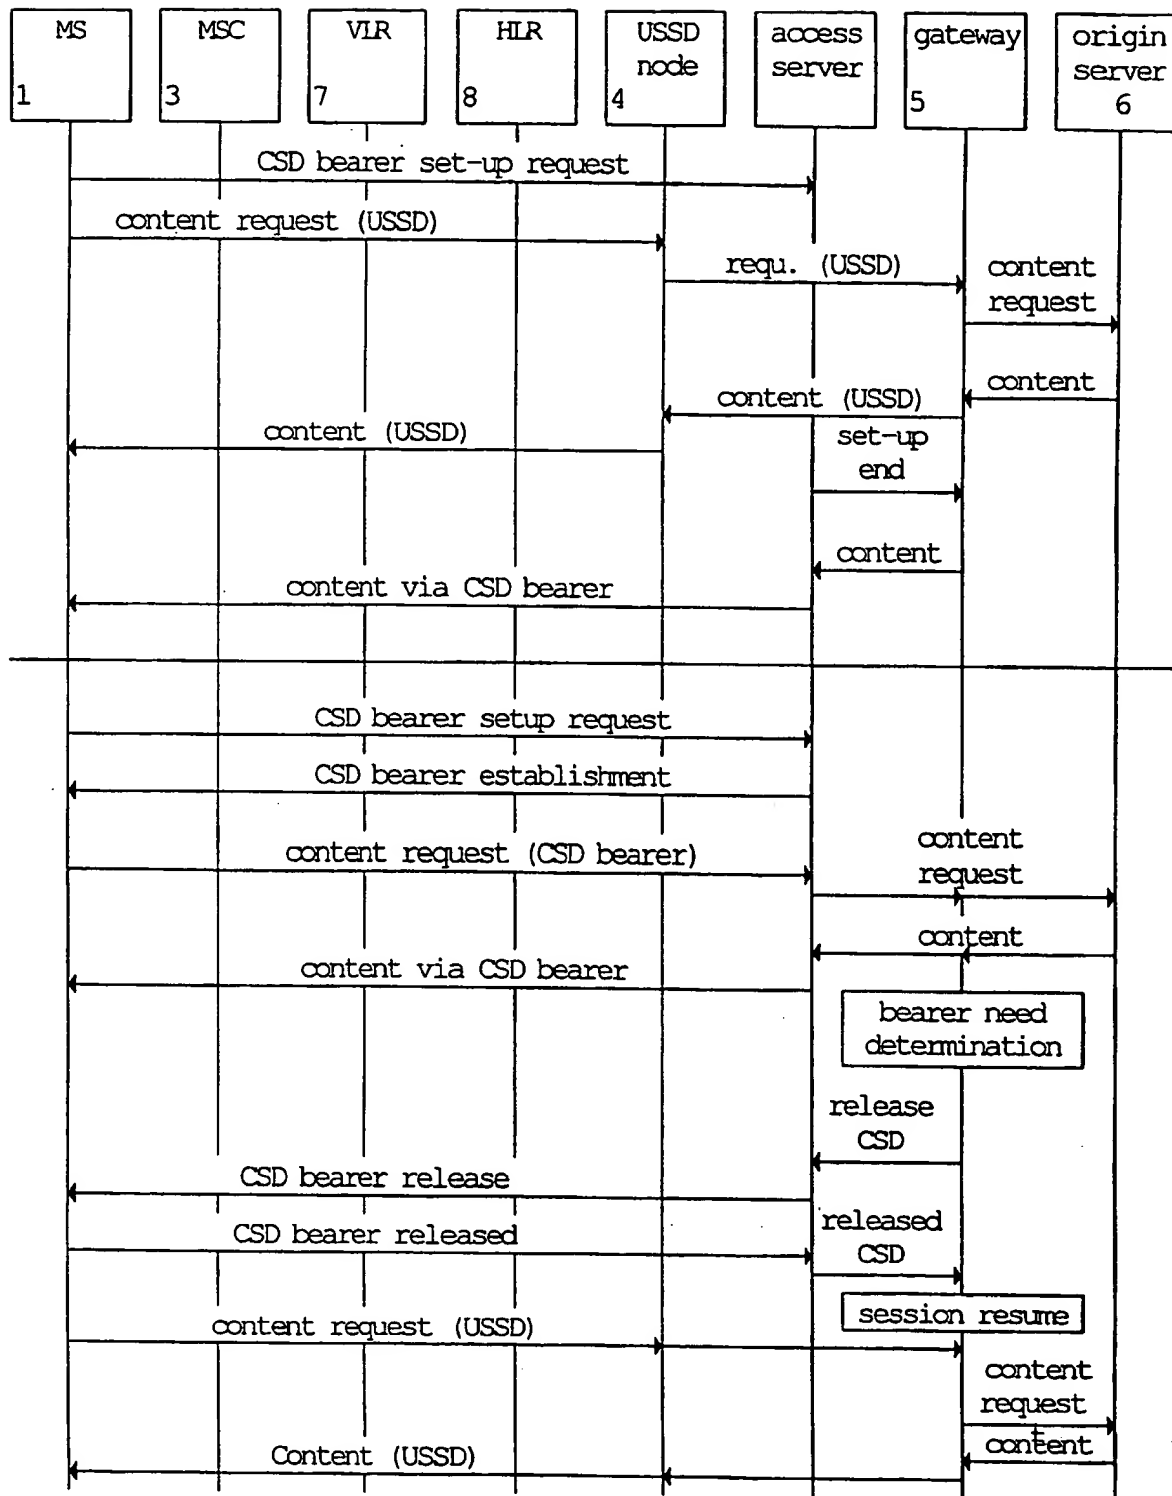 MS
1
MSC
3
VLR
7
HLR
8
USSD
node
4
access
server
gateway
5
origin
server
6
CSD bearer set-up request
content request (USSD)
requ. (USSD)
content
request
content
content (USSD)
content (USSD)
set-up
end
content
content via CSD bearer
CSD bearer setup request
CSD bearer establishment
content request (CSD bearer)
content
request
content
content via CSD bearer
bearer need
determination
release
CSD
CSD bearer release
released
CSD
CSD bearer released
session resume
content request (USSD)
content
request
content
Content (USSD)